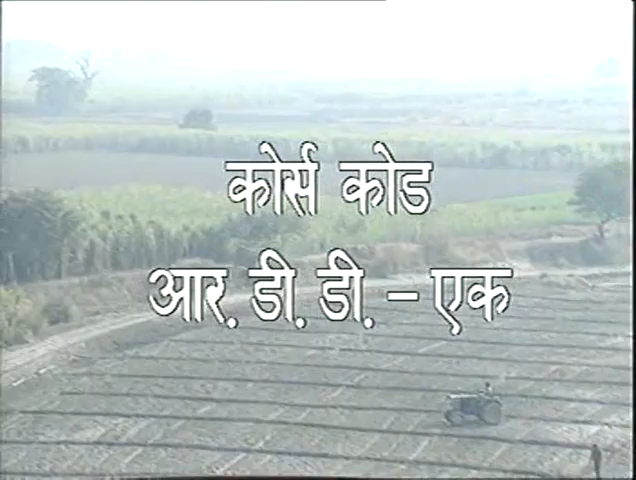 कोर्स कोड
आर. डी. डी. – एक